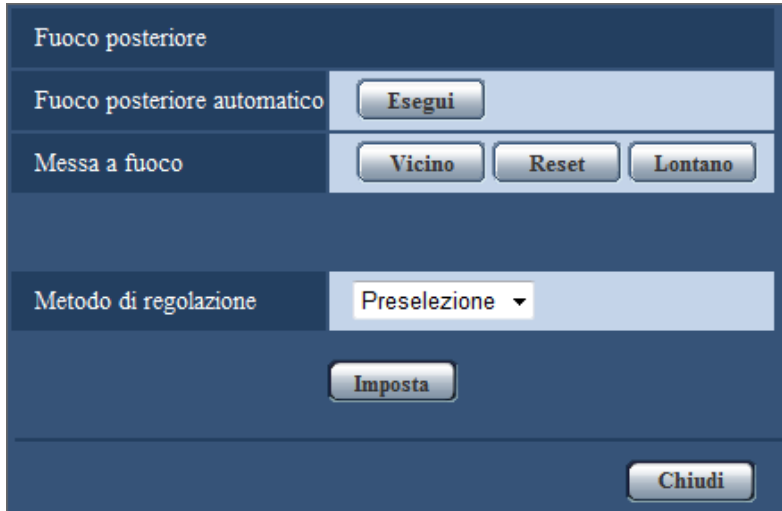 Fuoco posteriore
Fuoco posteriore automatico Esegui
Messa a fuoco Vicino Reset Lontano
Metodo di regolazione Preselezione
Imposta
Chiudi